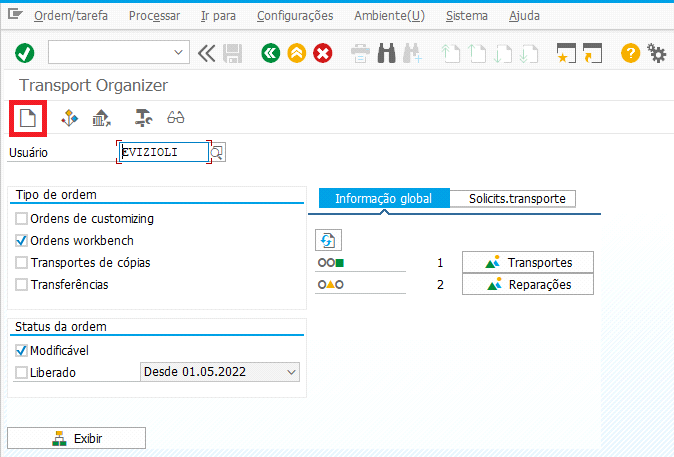 Ordem/tarefa Processar Ir para Configurações Ambiente(U) Sistema Ajuda
Transport Organizer
Usuário EVIZIOLI
Tipo de ordem
Ordens de customizing
Ordens workbench
Transportes de cópias
Transferências
Informação global Solicits.transporte
1 Transportes
2 Reparações
Status da ordem
Modificável
Liberado Desde 01.05.2022
Exibir